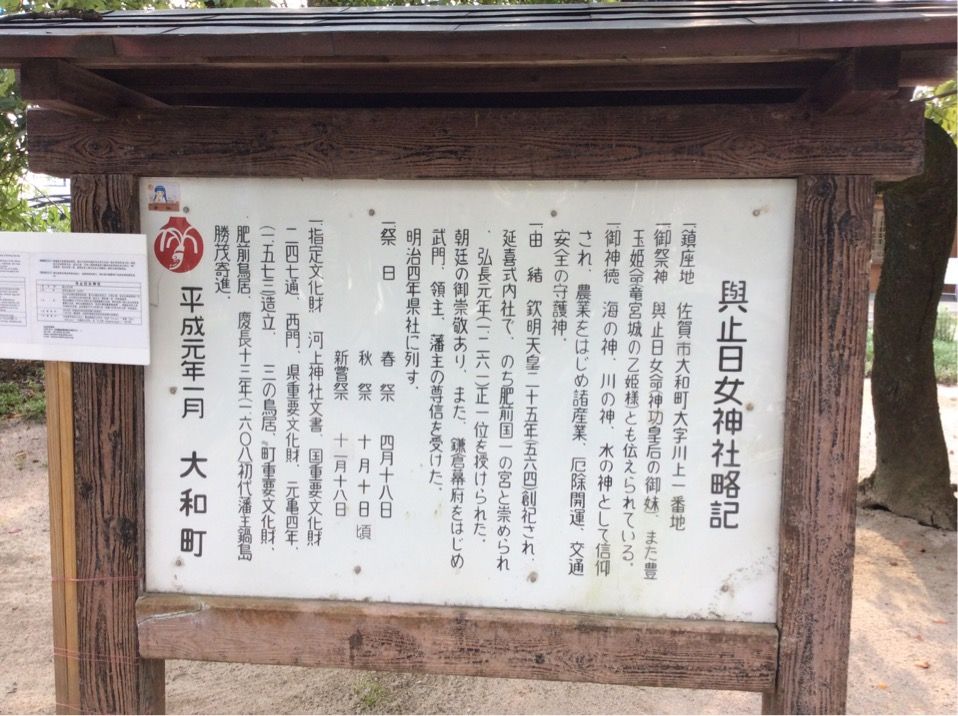 與止日女神社略記
一鎮座地　佐賀市大和町大字川上一番地
一御祭神　與止日女命(神功皇后の御妹)また豊
玉姫命(竜宮城の乙姫様)とも伝えられている。
一御神徳　海の神、川の神、水の神として信仰
され、農業をはじめ諸産業、厄除開運、交通
安全の守護神。
一由　緒　欽明天皇二十五年(五六四)創祀され、
延喜式内社で、のち肥前国一の宮と崇められ
、弘長元年(一二六一)正一位を授けられた。
朝廷の御崇敬あり、また、鎌倉幕府をはじめ
武門、領主、藩主の尊信を受けた、
明治四年県社に列す。
一祭　日　春　祭　四月十八日
秋　祭　十月十日頃
新嘗祭　十一月十八日
一指定文化財　河上神社文書、国重要文化財
二四七通、西門、県重要文化財、元亀四年、
(一五七三)造立、三の鳥居、町重要文化財、
肥前鳥居、慶長十三年(一六〇八)初代藩主鍋島
勝茂寄進、
平成元年一月　大和町